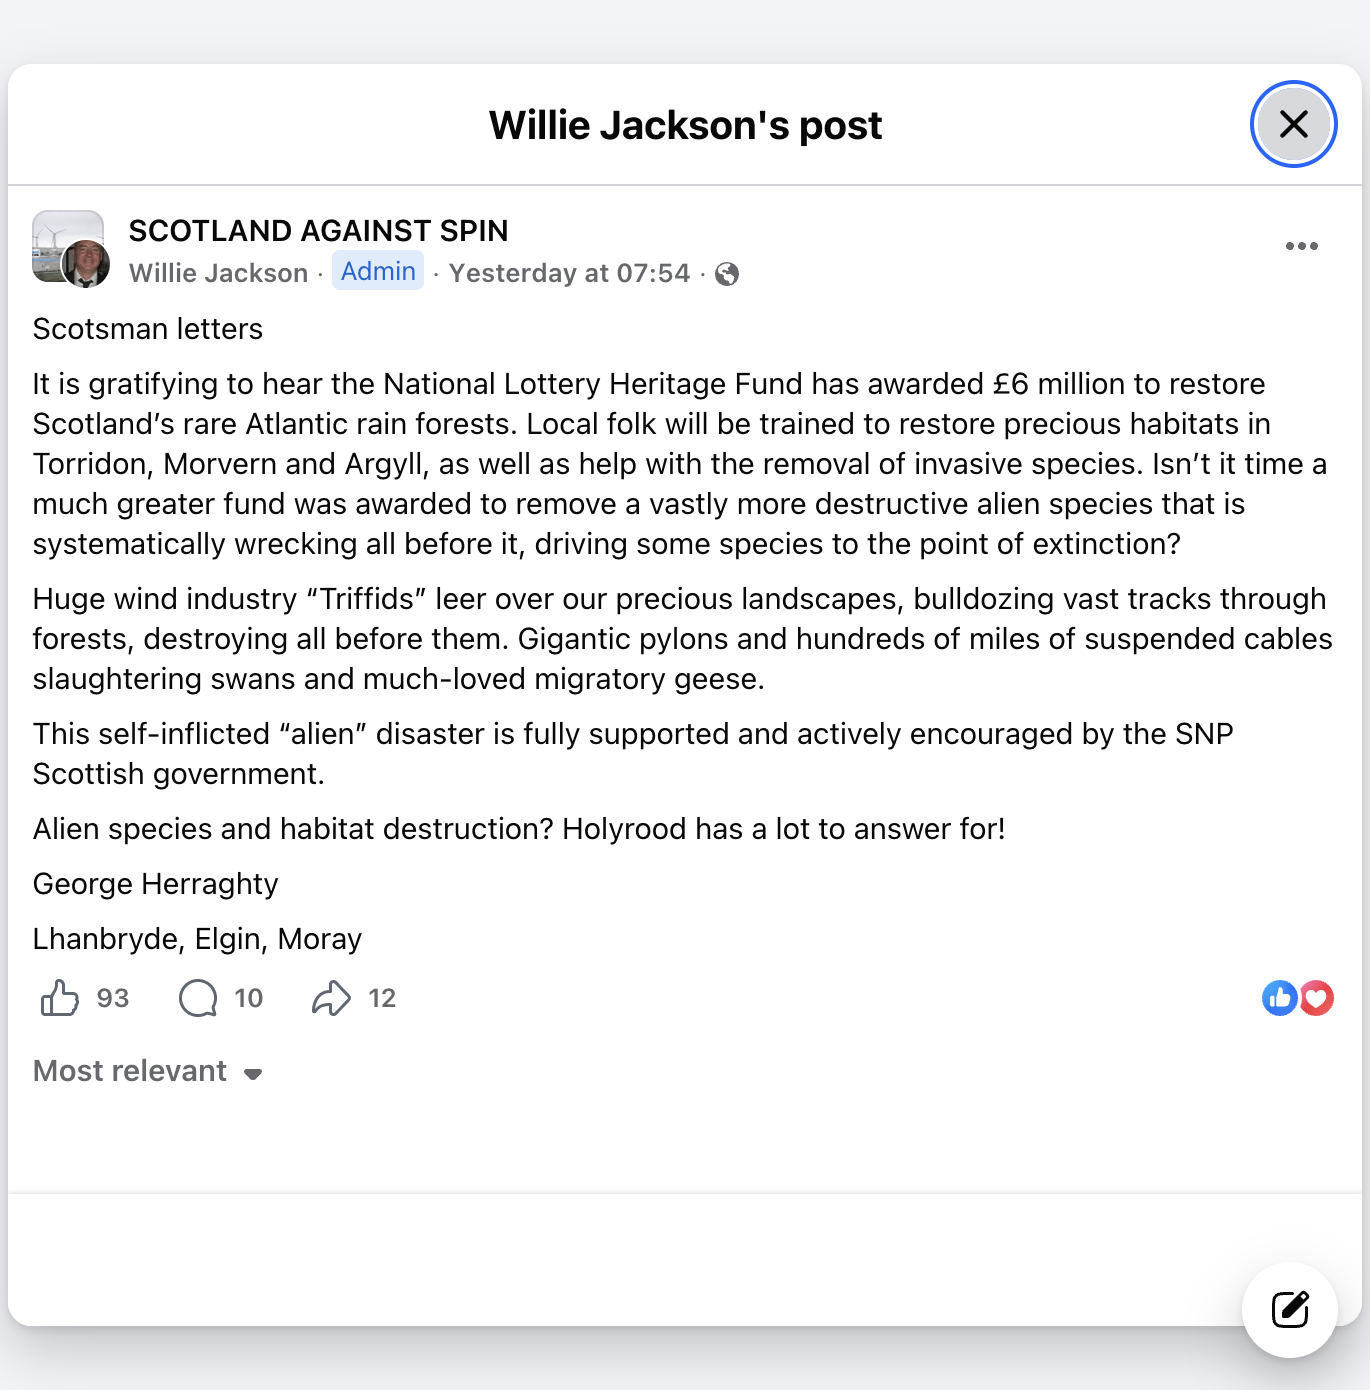 Willie Jackson's post
SCOTLAND AGAINST SPIN
Willie Jackson · Admin · Yesterday at 07:54 ·
Scotsman letters
It is gratifying to hear the National Lottery Heritage Fund has awarded £6 million to restore
Scotland’s rare Atlantic rain forests. Local folk will be trained to restore precious habitats in
Torridon, Morvern and Argyll, as well as help with the removal of invasive species. Isn’t it time a
much greater fund was awarded to remove a vastly more destructive alien species that is
systematically wrecking all before it, driving some species to the point of extinction?
Huge wind industry “Triffids” leer over our precious landscapes, bulldozing vast tracks through
forests, destroying all before them. Gigantic pylons and hundreds of miles of suspended cables
slaughtering swans and much-loved migratory geese.
This self-inflicted “alien” disaster is fully supported and actively encouraged by the SNP
Scottish government.
Alien species and habitat destruction? Holyrood has a lot to answer for!
George Herraghty
Lhanbryde, Elgin, Moray
93 10 12
Most relevant